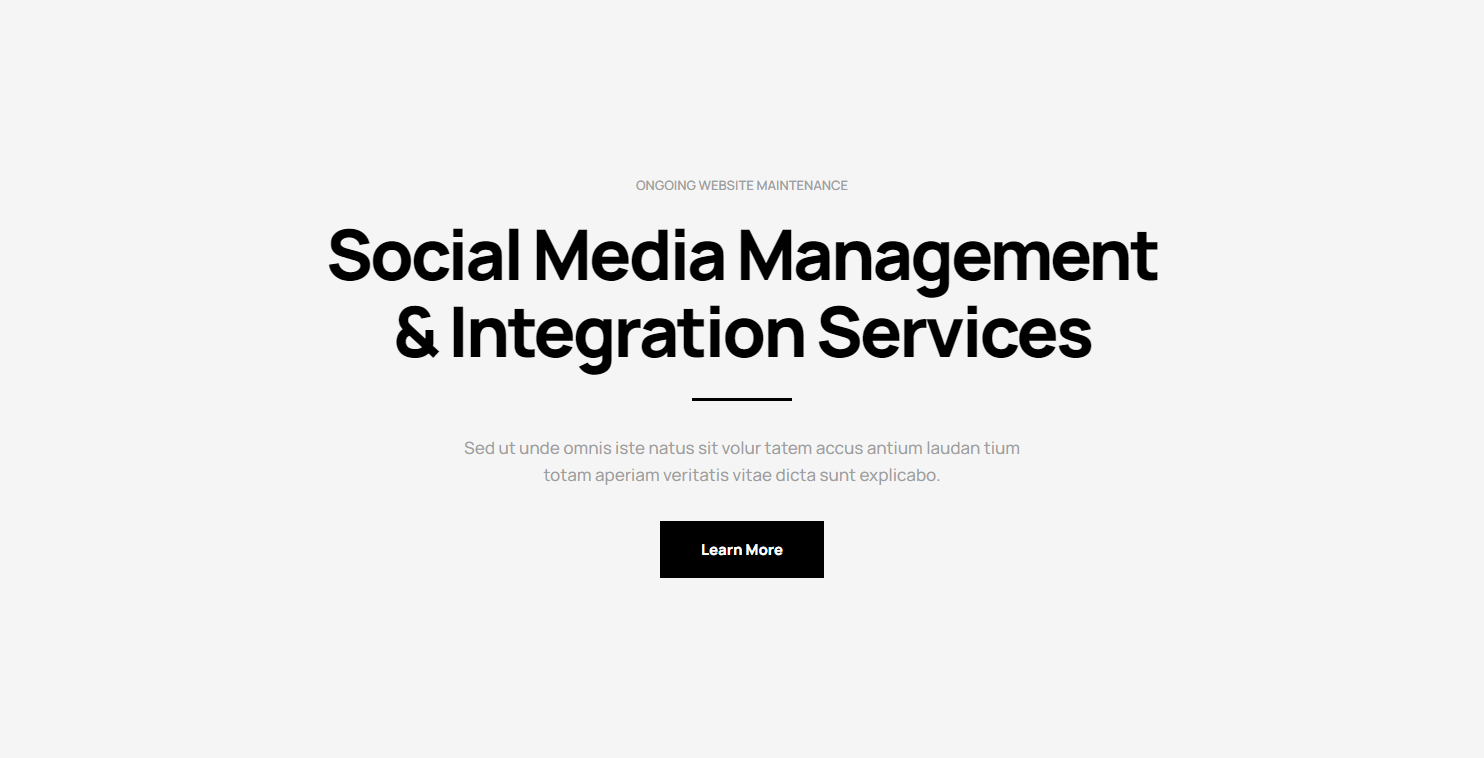 ONGOING WEBSITE MAINTENANCE
Social Media Management
& Integration Services
Sed ut unde omnis iste natus sit volur tatem accus antium laudan tium
totam aperiam veritatis vitae dicta sunt explicabo.
Learn More